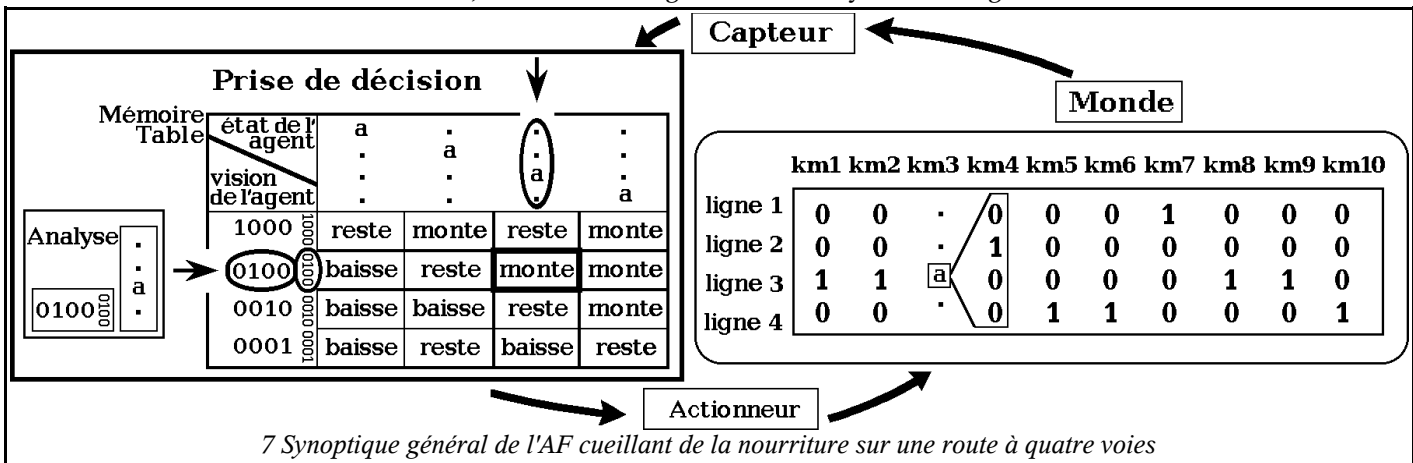 Capteur
Monde
Prise de décision
Mémoire
Table
état de l'
agent
vision
de l'agent
a . . .
. a . .
. . a .
. . . a
1000 1000 reste monte reste monte
0100 0100 baisse reste monte monte
0010 0010 baisse baisse reste monte
0001 0001 baisse reste baisse reste
Analyse
.
.
a
.
0100 0100
km1 km2 km3 km4 km5 km6 km7 km8 km9 km10
ligne 1 0 0 . 0 0 0 1 0 0 0
ligne 2 0 0 . 1 0 0 0 0 0 0
ligne 3 1 1 a 0 0 0 0 1 1 0
ligne 4 0 0 . 0 1 1 0 0 0 1
Actionneur
7 Synoptique général de l'AF cueillant de la nourriture sur une route à quatre voies